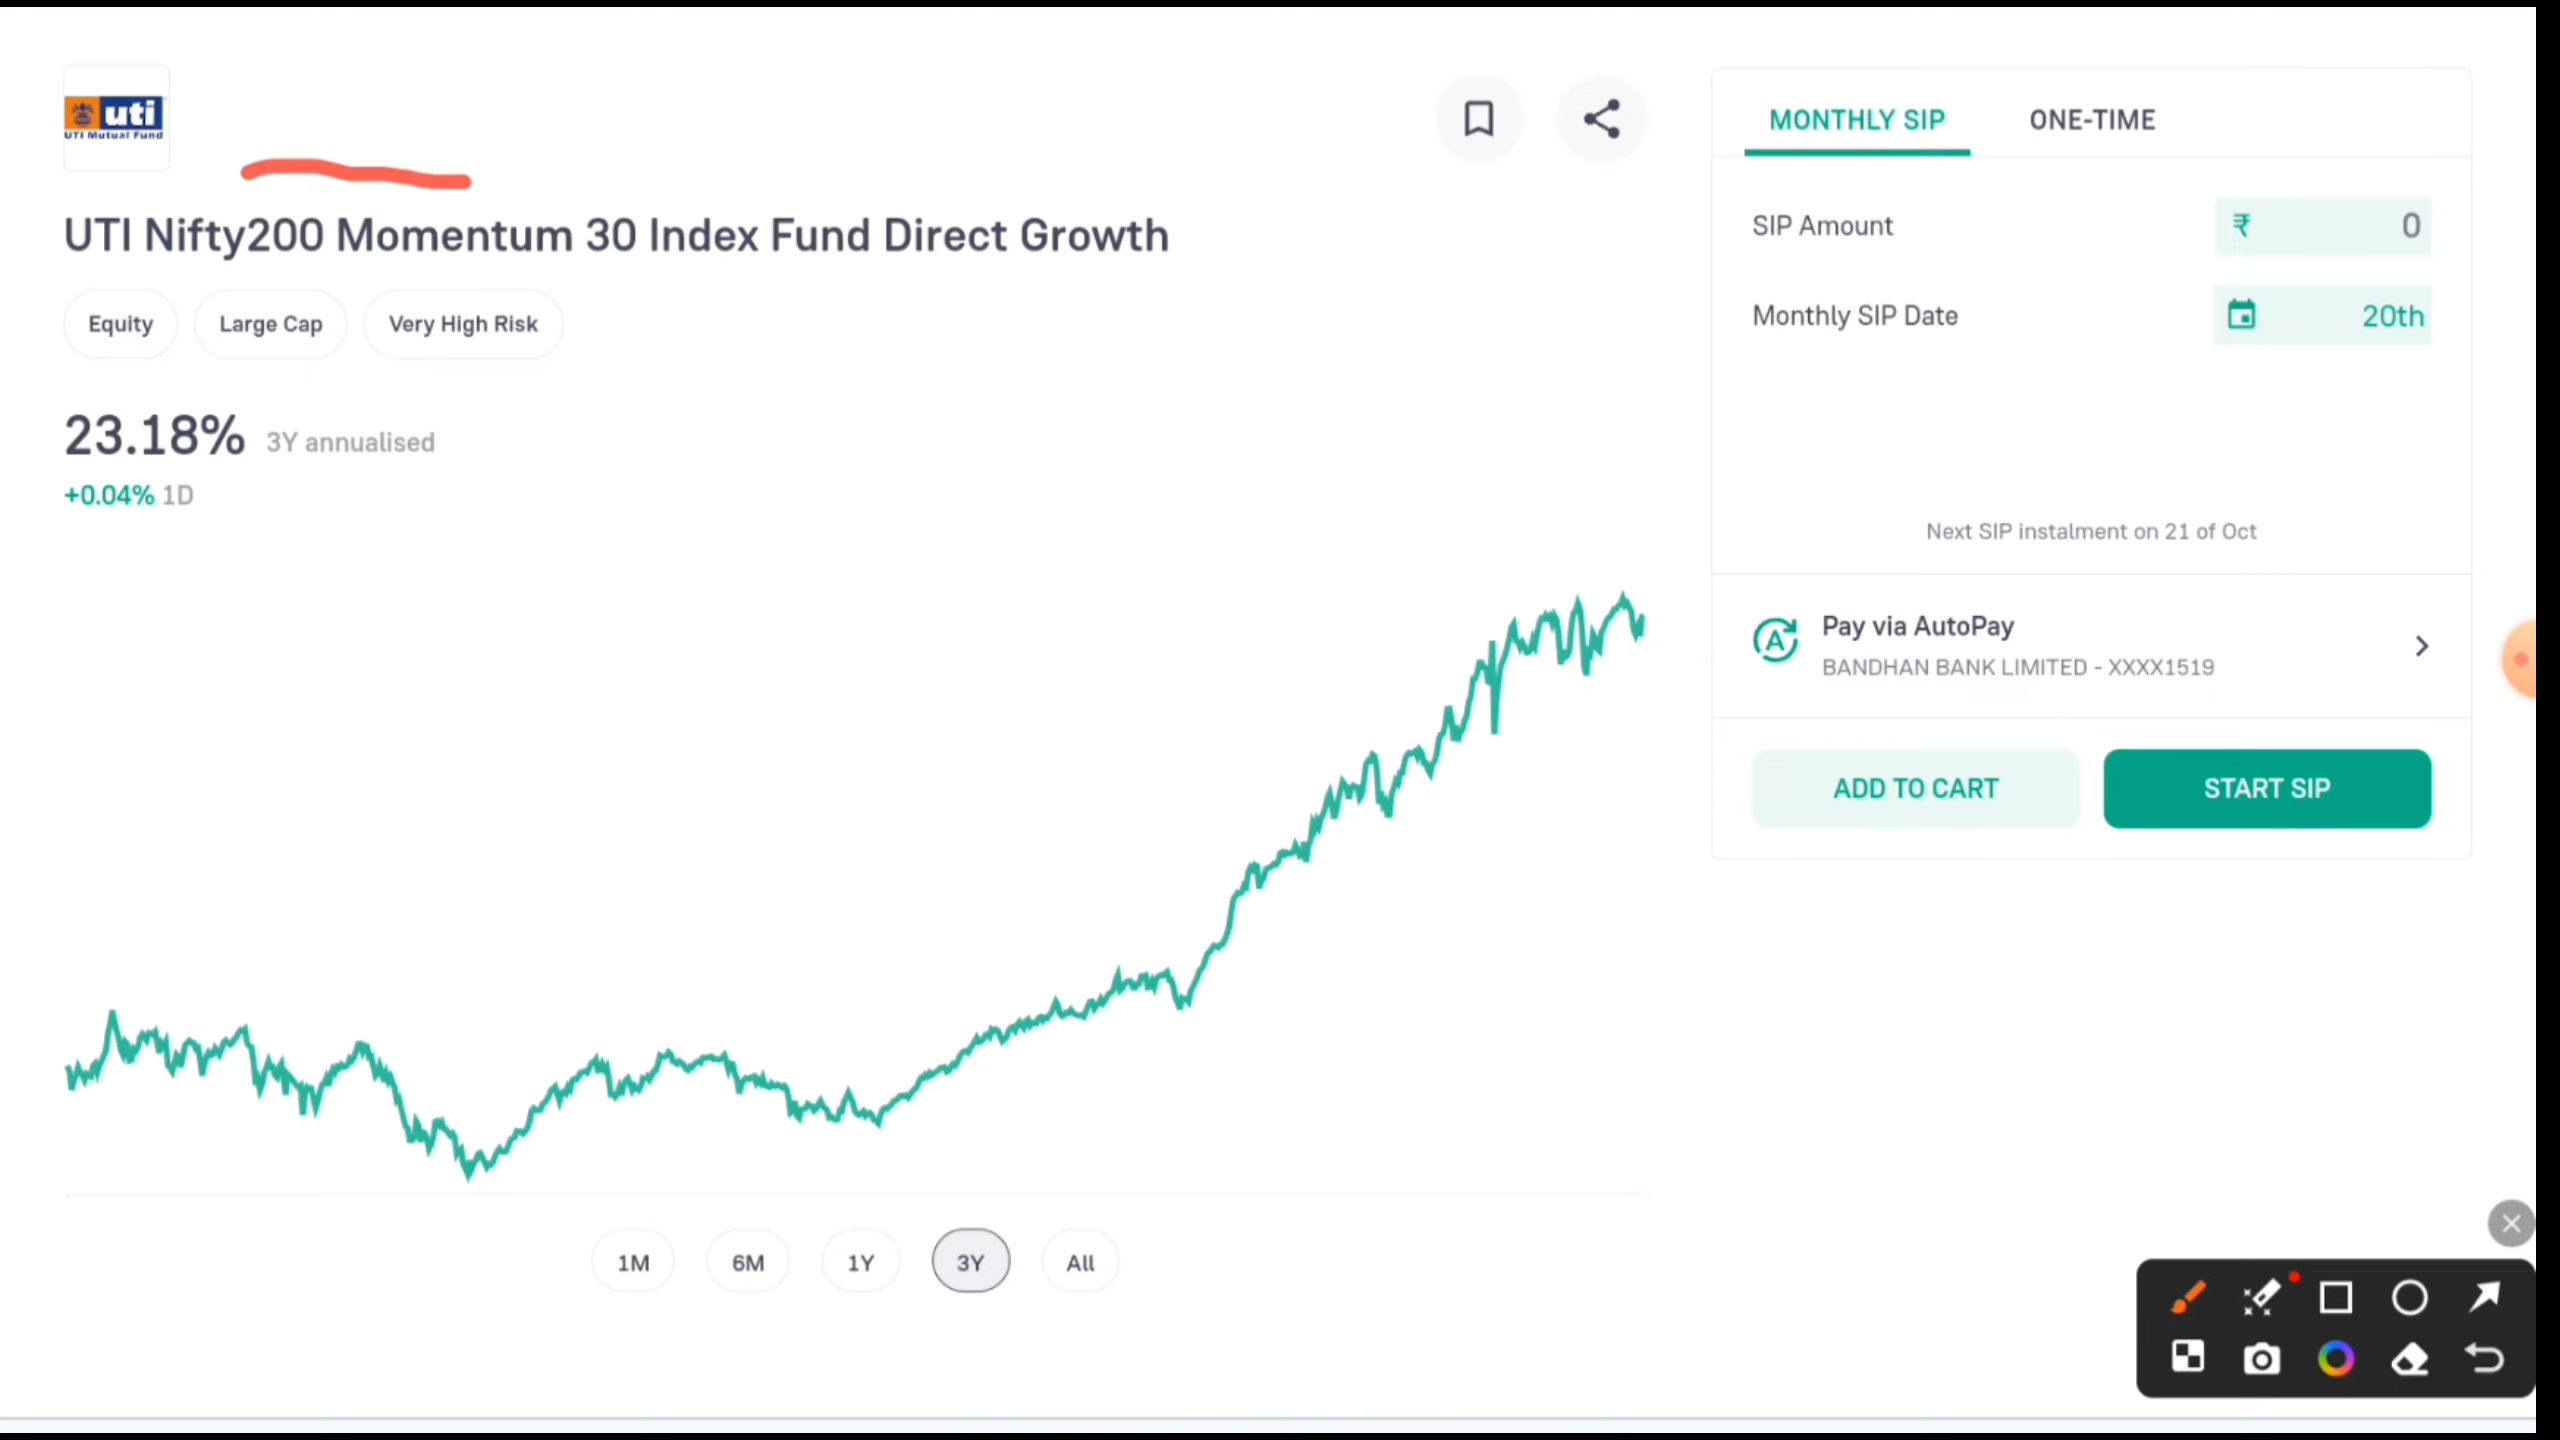 uti
UTI Mutual Fund
UTI Nifty200 Momentum 30 Index Fund Direct Growth
Equity
Large Cap
Very High Risk
23.18% 3Y annualised
+0.04% 1D
1M
6M
1Y
3Y
All
MONTHLY SIP
ONE-TIME
SIP Amount
₹ 0
Monthly SIP Date
20th
Next SIP instalment on 21 of Oct
Pay via AutoPay
BANDHAN BANK LIMITED - XXXX1519
ADD TO CART
START SIP